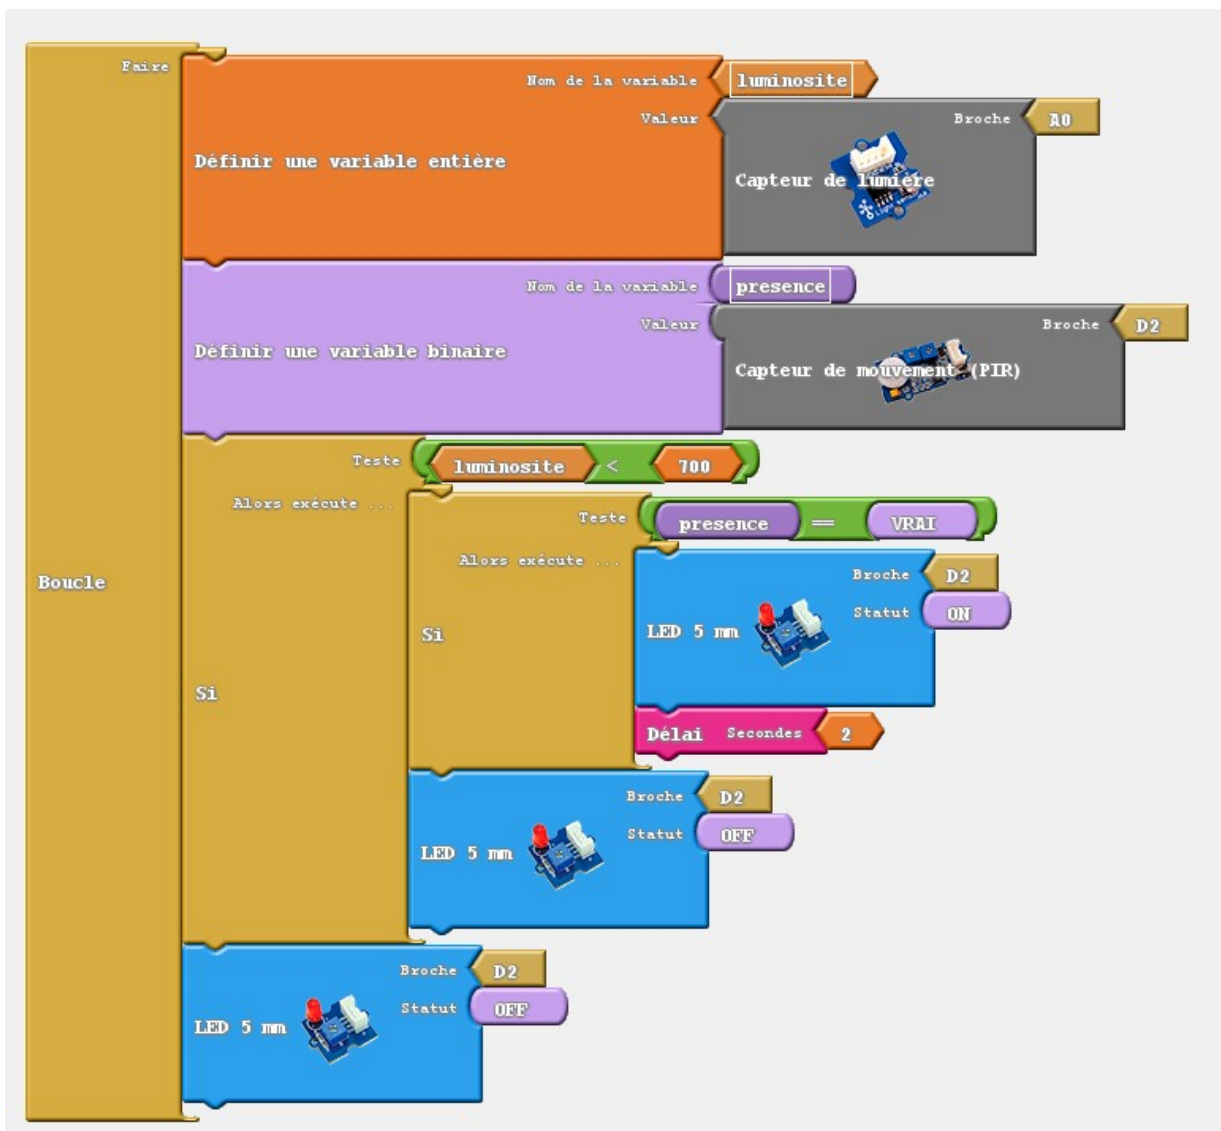 Faire
Nom de la variable luminosite
Valeur
Broche A0
Définir une variable entière
Capteur de lumière
Nom de la variable presence
Valeur
Broche D2
Définir une variable binaire
Capteur de mouvement (PIR)
Teste luminosite < 700
Alors exécute ...
Teste presence == VRAI
Alors exécute ...
Boucle
Broche D2
Statut ON
Si
LED 5 mm
Si
Délai Secondes 2
Broche D2
Statut OFF
LED 5 mm
Broche D2
Statut OFF
LED 5 mm